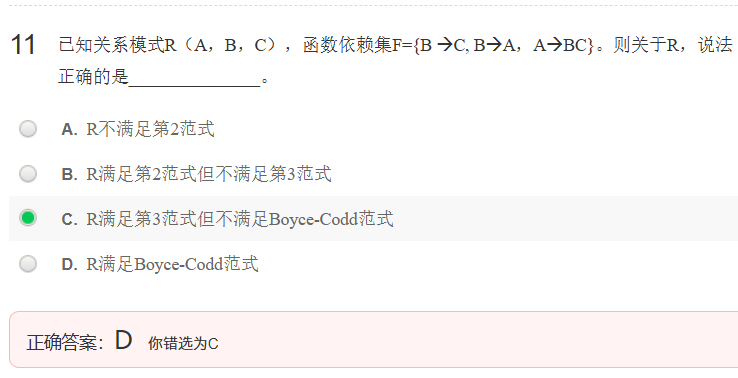 11 已知关系模式R（A，B，C），函数依赖集F={B →C, B→A，A→BC}。则关于R，说法
正确的是______________。
A. R不满足第2范式
B. R满足第2范式但不满足第3范式
C. R满足第3范式但不满足Boyce-Codd范式
D. R满足Boyce-Codd范式
正确答案：D 你错选为C